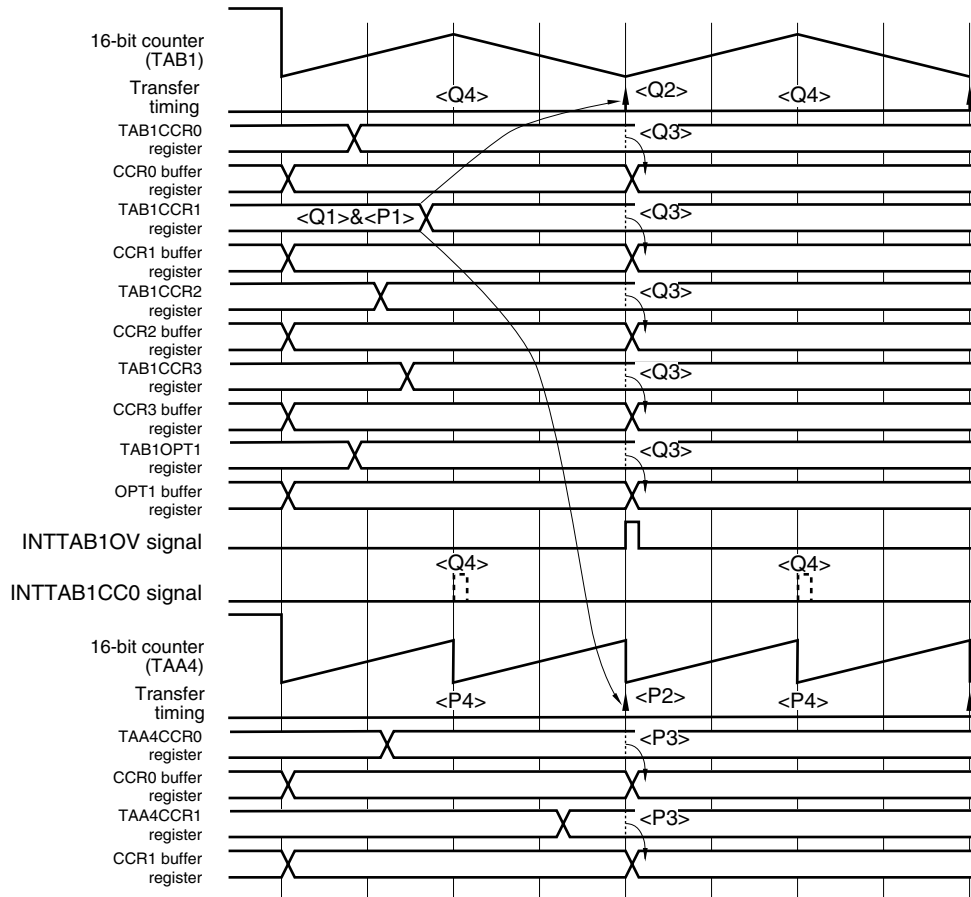 16-bit counter
(TAB1)
Transfer
timing
<Q4>
<Q2>
<Q4>
TAB1CCR0
register
<Q3>
CCR0 buffer
register
TAB1CCR1
register
<Q1>&<P1>
<Q3>
CCR1 buffer
register
TAB1CCR2
register
<Q3>
CCR2 buffer
register
TAB1CCR3
register
<Q3>
CCR3 buffer
register
TAB1OPT1
register
<Q3>
OPT1 buffer
register
INTTAB1OV signal
<Q4>
<Q4>
INTTAB1CC0 signal
16-bit counter
(TAA4)
Transfer
timing
<P4>
<P2>
<P4>
TAA4CCR0
register
<P3>
CCR0 buffer
register
TAA4CCR1
register
<P3>
CCR1 buffer
register